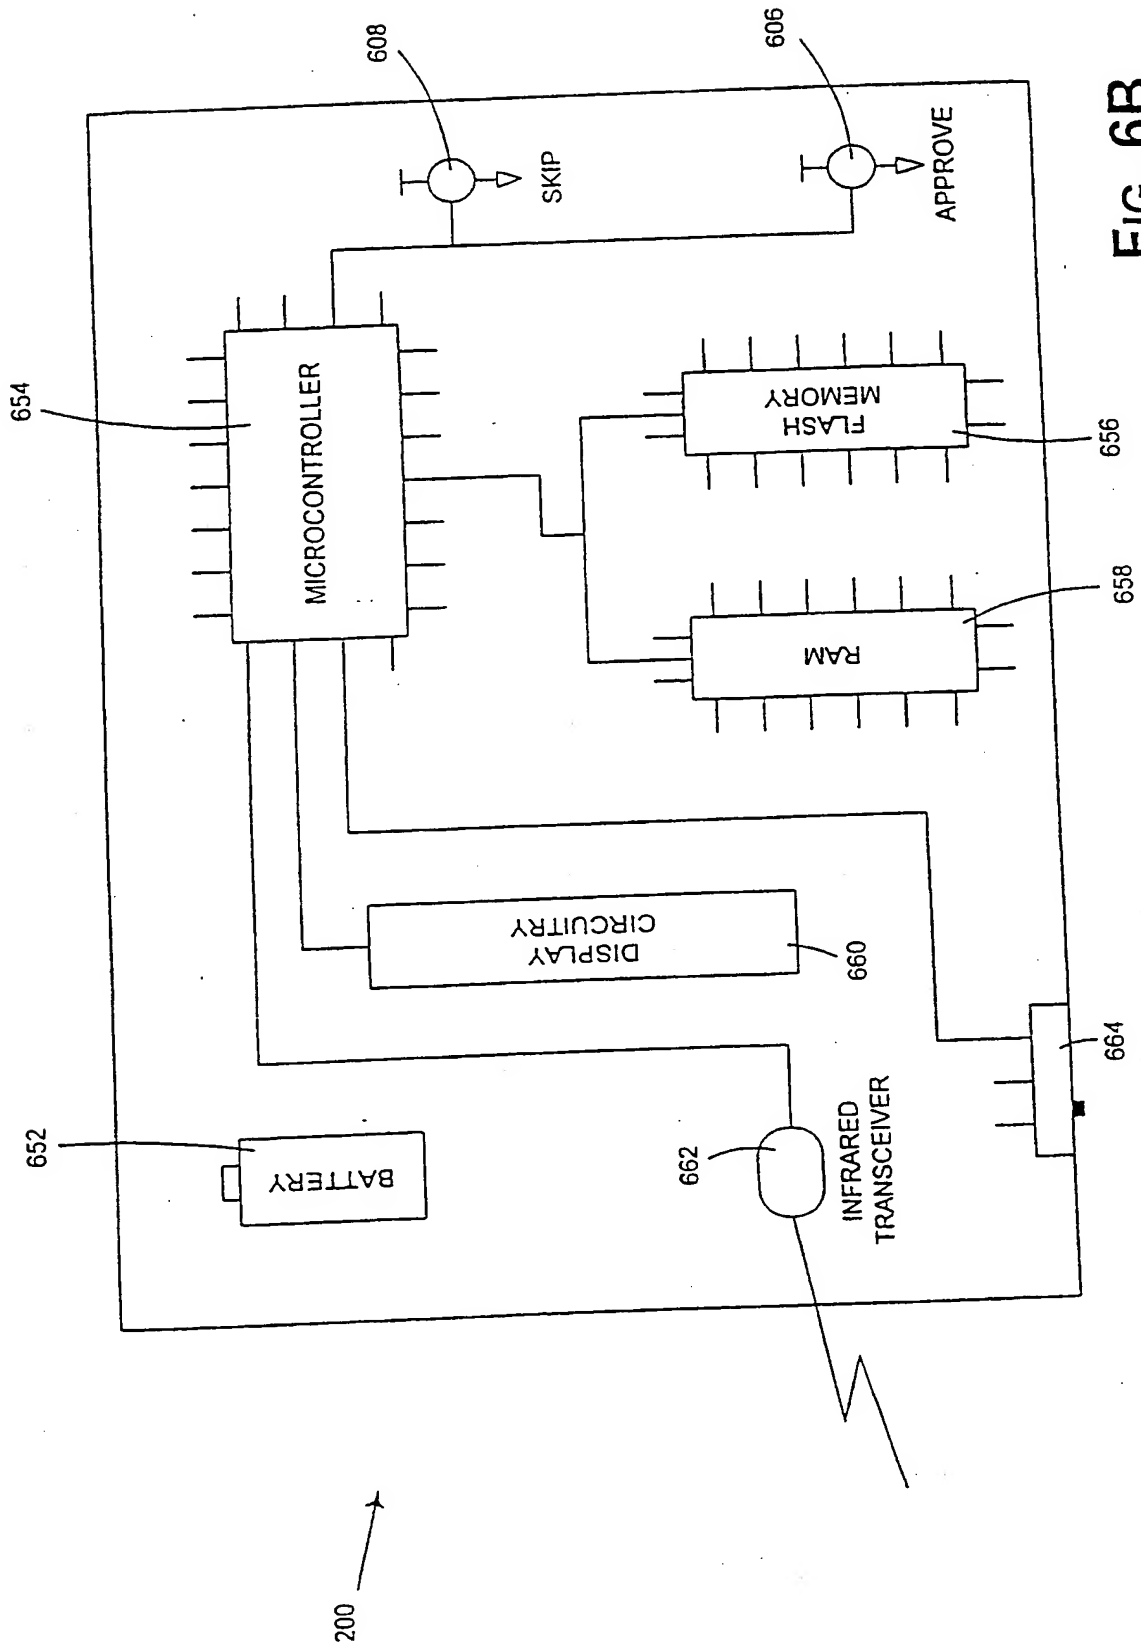 200
652
BATTERY
654
MICROCONTROLLER
608
SKIP
606
APPROVE
DISPLAY
CIRCUITRY
660
662
INFRARED
TRANSCEIVER
RAM
658
FLASH
MEMORY
656
664
FIG. 6B